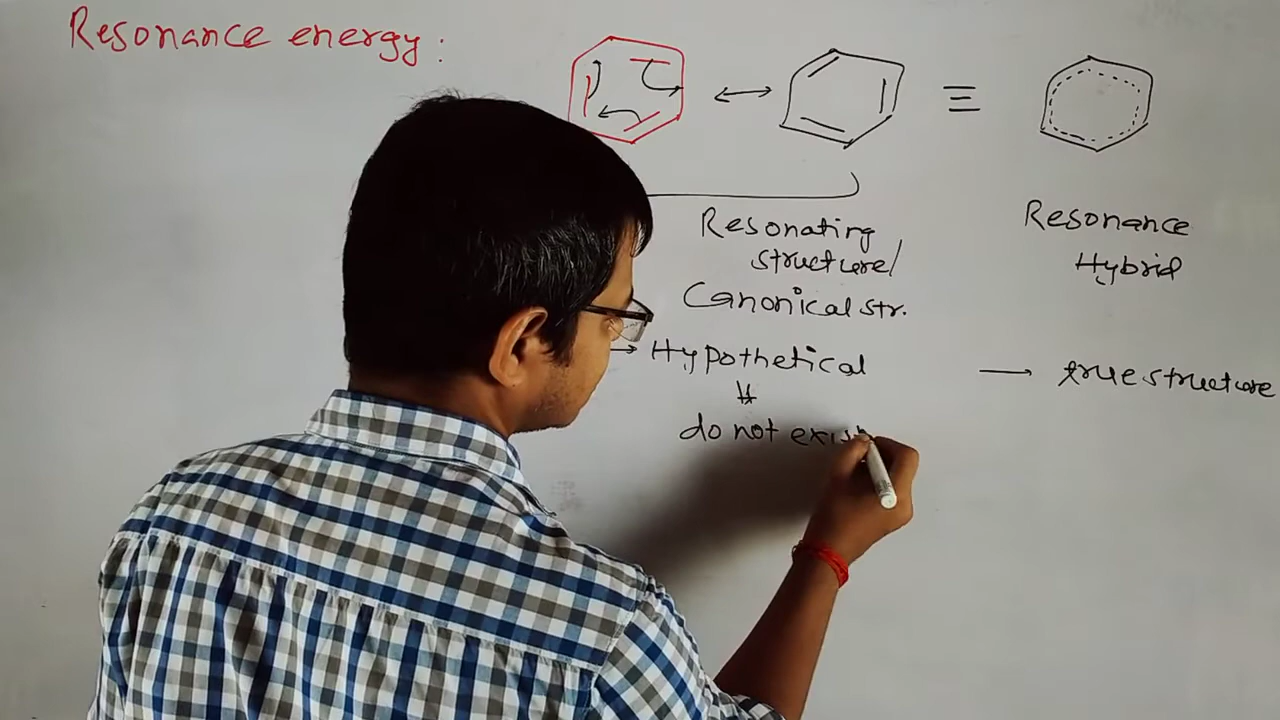 Resonance energy:
Resonating
structure/
Canonical str.
→ Hypothetical
⇓
do not exist
Resonance
Hybrid
→ true structure